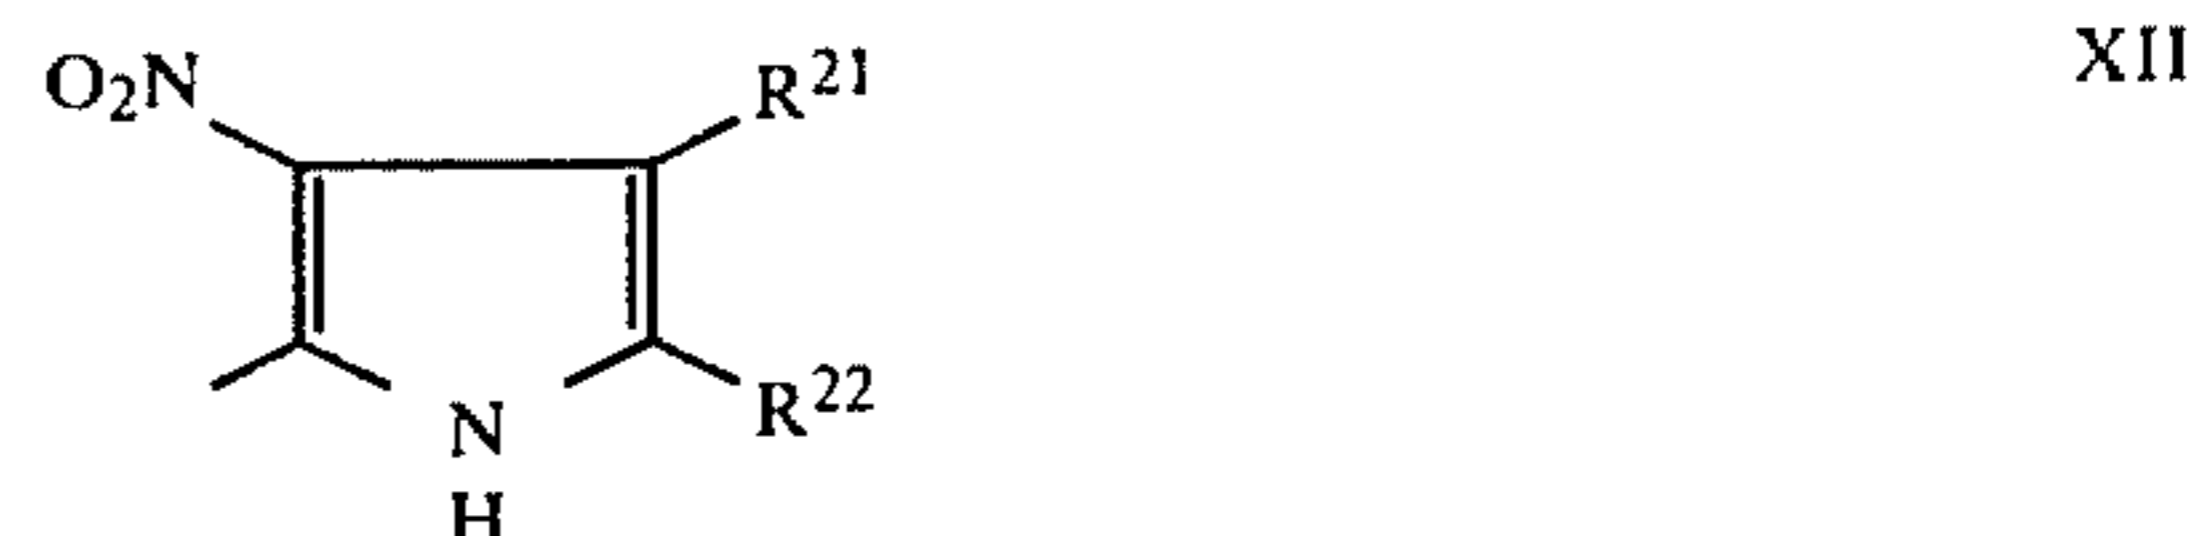 O₂N R²¹ XII
N R²²
H